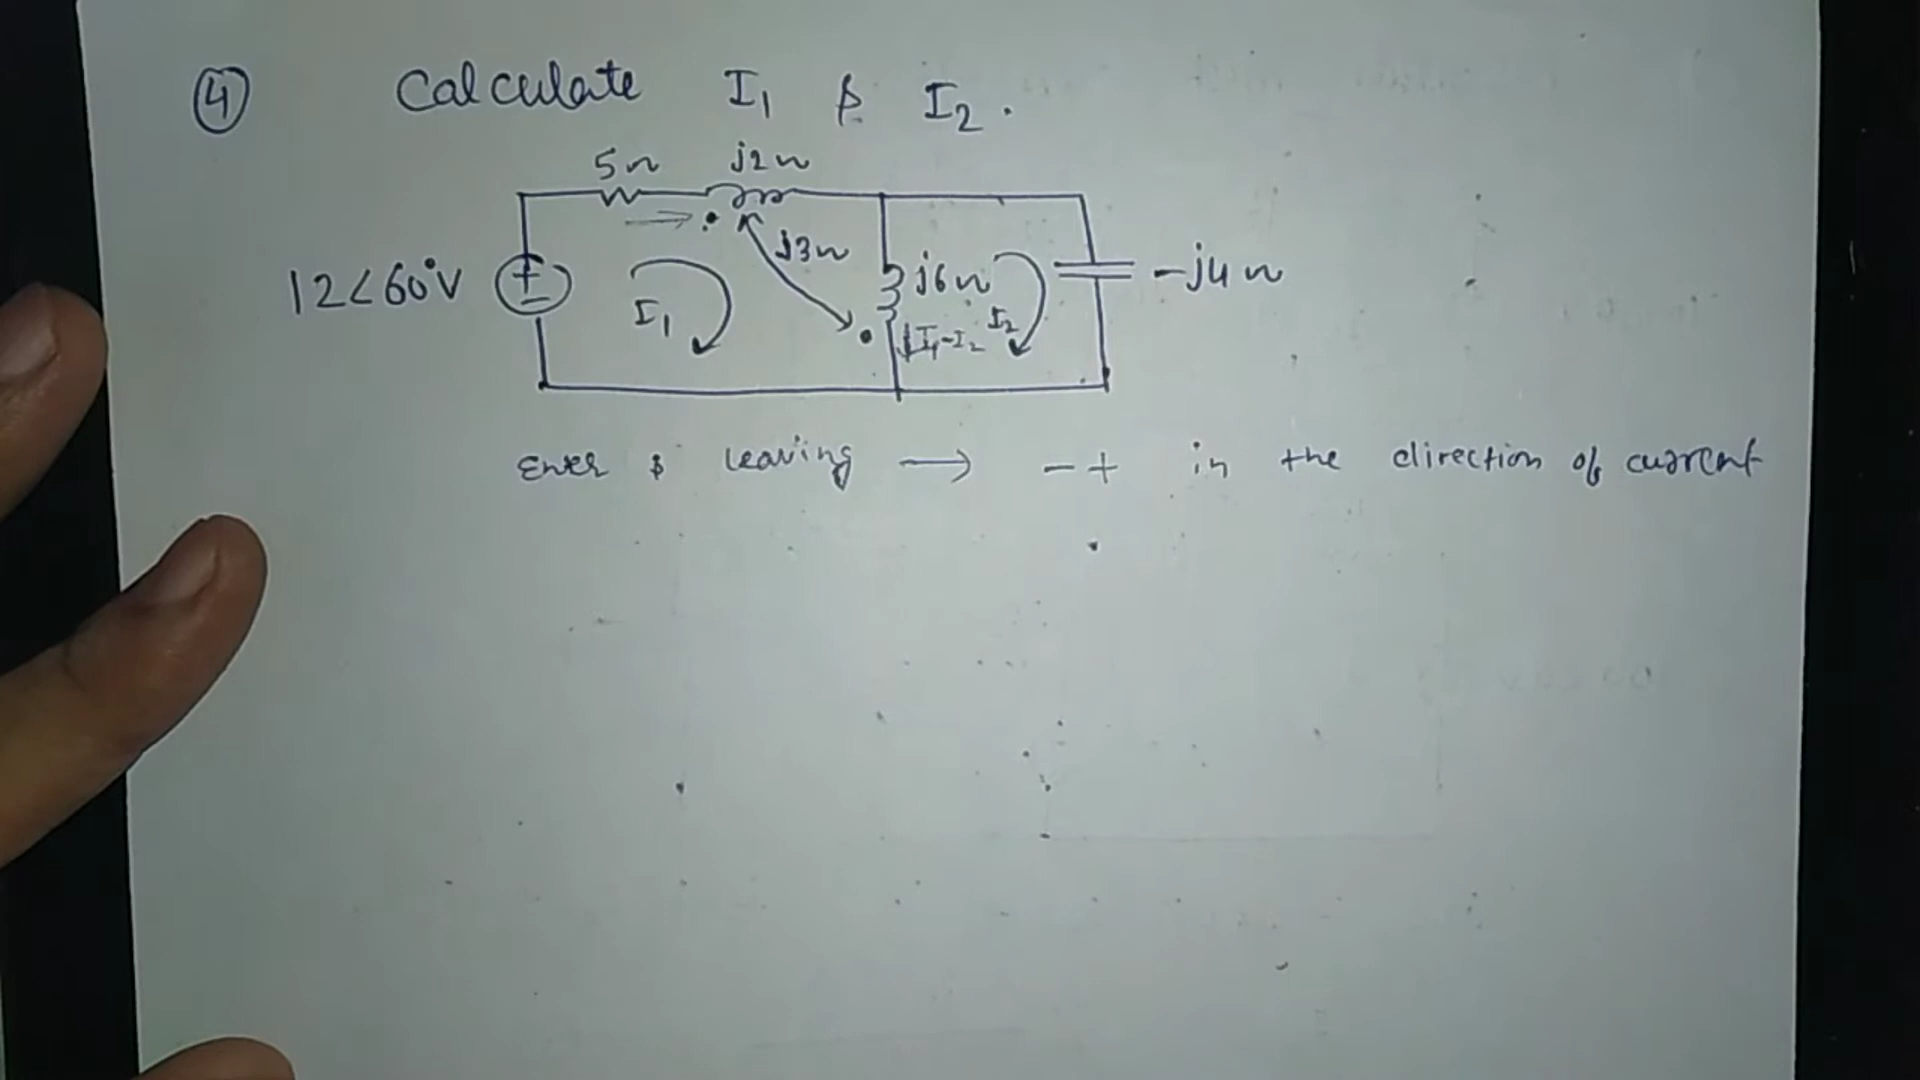 ④ Calculate I₁ & I₂.
5Ω j2Ω
j3Ω
12<60°V + − I₁ j6Ω I₂ -j4Ω
I₁-I₂
Enter & leaving → - + in the direction of current